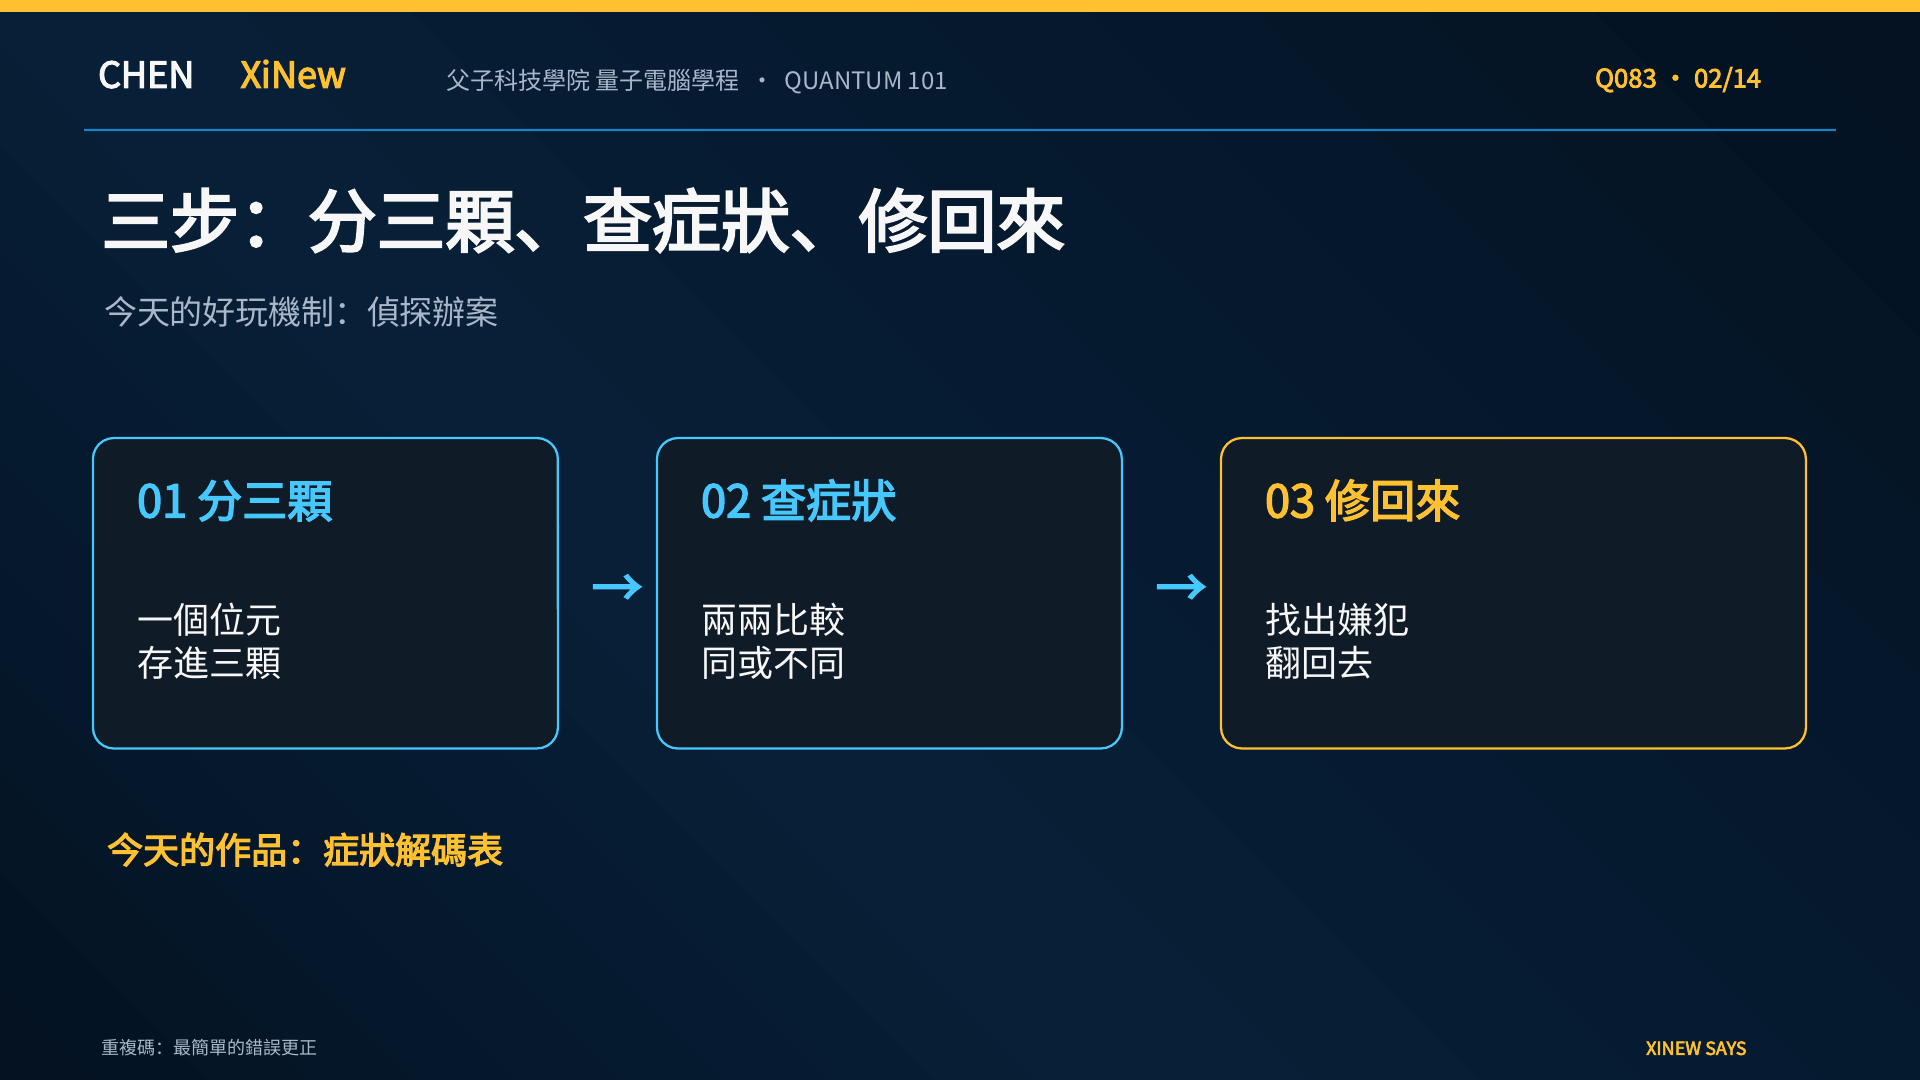 CHEN XiNew 父子科技學院 量子電腦學程 · QUANTUM 101 Q083 · 02/14
三步：分三顆、查症狀、修回來
今天的好玩機制：偵探辦案
01 分三顆
一個位元
存進三顆
→
02 查症狀
兩兩比較
同或不同
→
03 修回來
找出嫌犯
翻回去
今天的作品：症狀解碼表
重複碼：最簡單的錯誤更正
XINEW SAYS